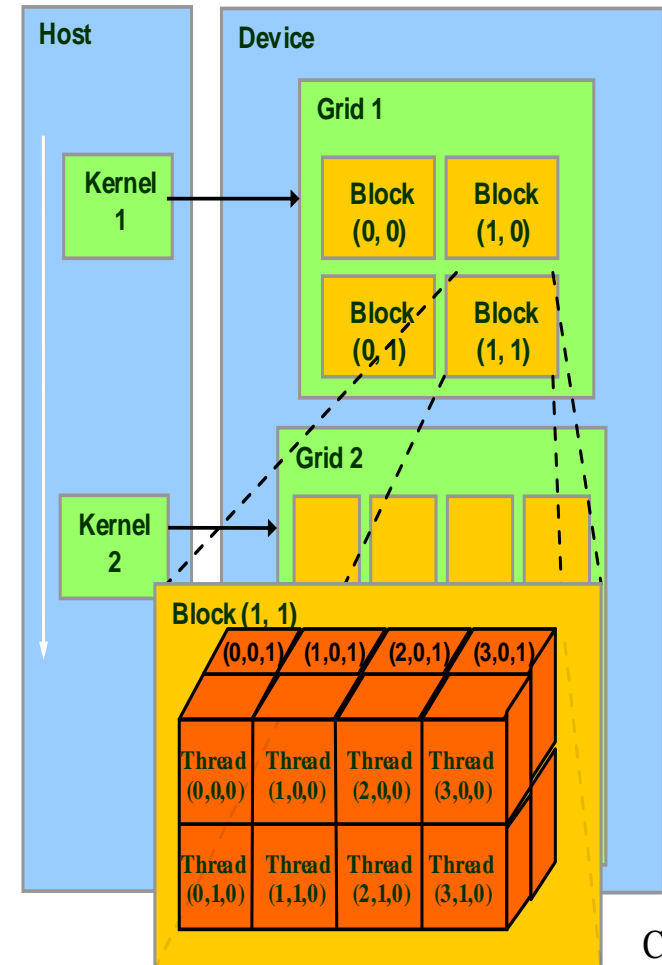 Host
Device
Grid 1
Kernel
1
Block
(0, 0)
Block
(1, 0)
Block
(0, 1)
Block
(1, 1)
Grid 2
Kernel
2
Block (1, 1)
(0,0,1) (1,0,1) (2,0,1) (3,0,1)
Thread
(0,0,0)
Thread
(1,0,0)
Thread
(2,0,0)
Thread
(3,0,0)
Thread
(0,1,0)
Thread
(1,1,0)
Thread
(2,1,0)
Thread
(3,1,0)
C